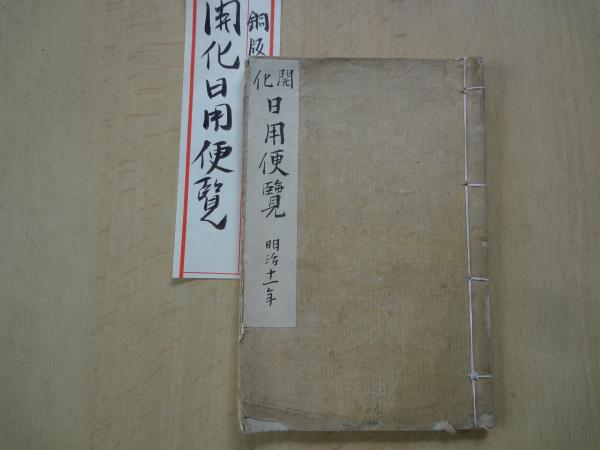 銅版
開化日用便覧
開化
日用便覧
明治十一年